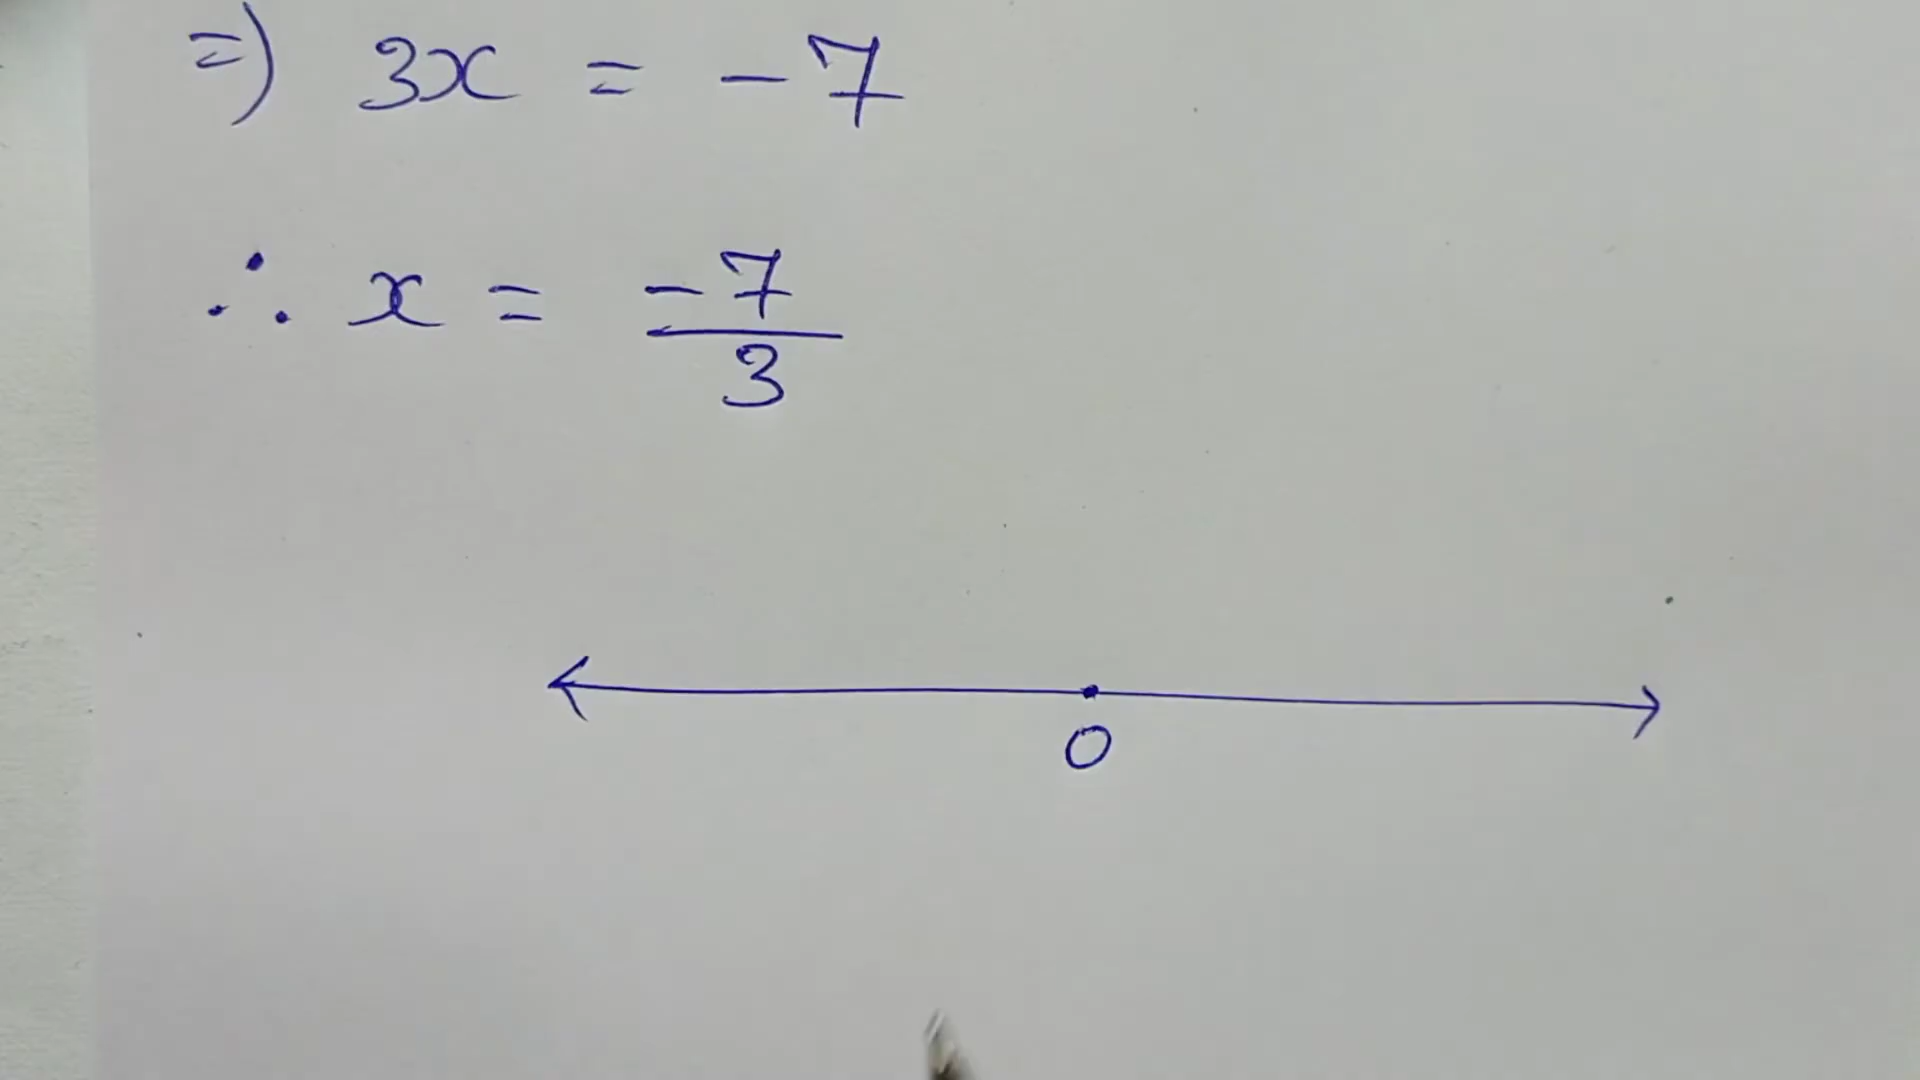 =) 3x = -7
∴ x = -7/3
0